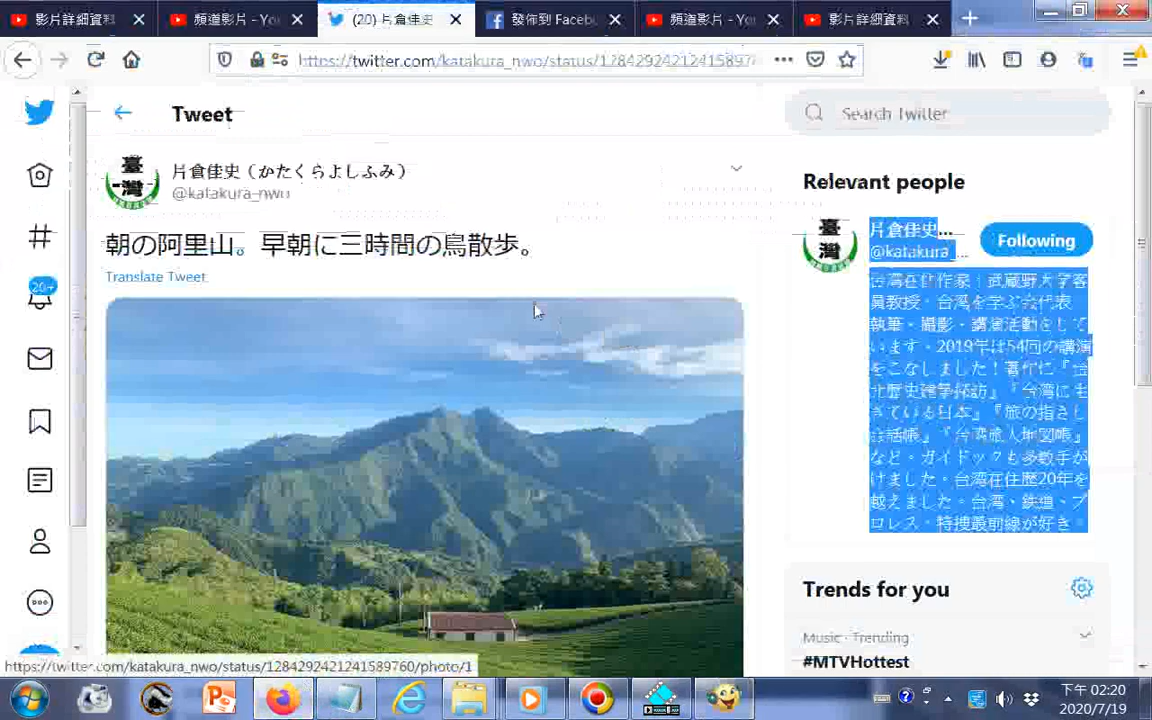 影片詳細資料
頻道影片 - Yo
(20) 片倉佳史
發佈到 Faceb
頻道影片 - Yo
影片詳細資料
https://twitter.com/katakura_nwo/status/128429242124158976
Tweet
Search Twitter
臺灣
片倉佳史（かたくらよしふみ）
@katakura_nwo
朝の阿里山。早朝に三時間の鳥散歩。
Translate Tweet
Relevant people
臺灣
片倉佳史...
@katakura_...
Following
台湾在住作家｜武蔵野大学客
員教授・台湾を学ぶ会代表
執筆・撮影・講演活動をして
います・2019年は54回の講演
をこなしました！著作に『台
北歴史建築探訪』『台湾に生
きている日本』『旅の指さし
会話帳』『台湾旅人地図帳』
など・ガイドブックも多数手が
けました・台湾在住歴20年を
越えました・台湾、鉄道、プ
ロレス・特捜最前線が好き・
Trends for you
Music · Trending
#MTVHottest
20+
https://twitter.com/katakura_nwo/status/1284292421241589760/photo/1
下午 02:20
2020/7/19